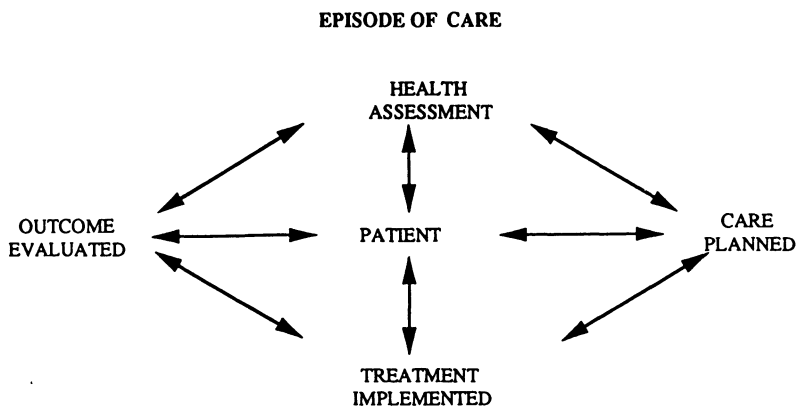 EPISODE OF CARE
HEALTH
ASSESSMENT
OUTCOME
EVALUATED
PATIENT
CARE
PLANNED
TREATMENT
IMPLEMENTED